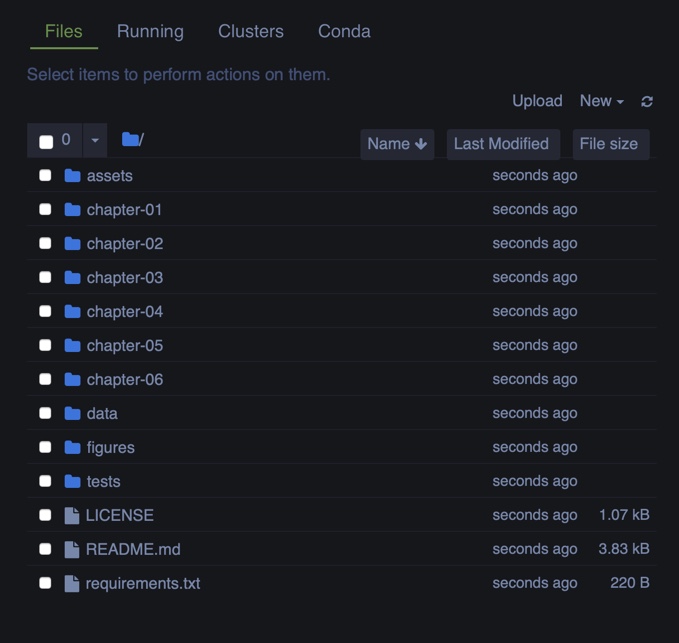 Files Running Clusters Conda
Select items to perform actions on them.
Upload New
0 / Name Last Modified File size
assets seconds ago
chapter-01 seconds ago
chapter-02 seconds ago
chapter-03 seconds ago
chapter-04 seconds ago
chapter-05 seconds ago
chapter-06 seconds ago
data seconds ago
figures seconds ago
tests seconds ago
LICENSE seconds ago 1.07 kB
README.md seconds ago 3.83 kB
requirements.txt seconds ago 220 B